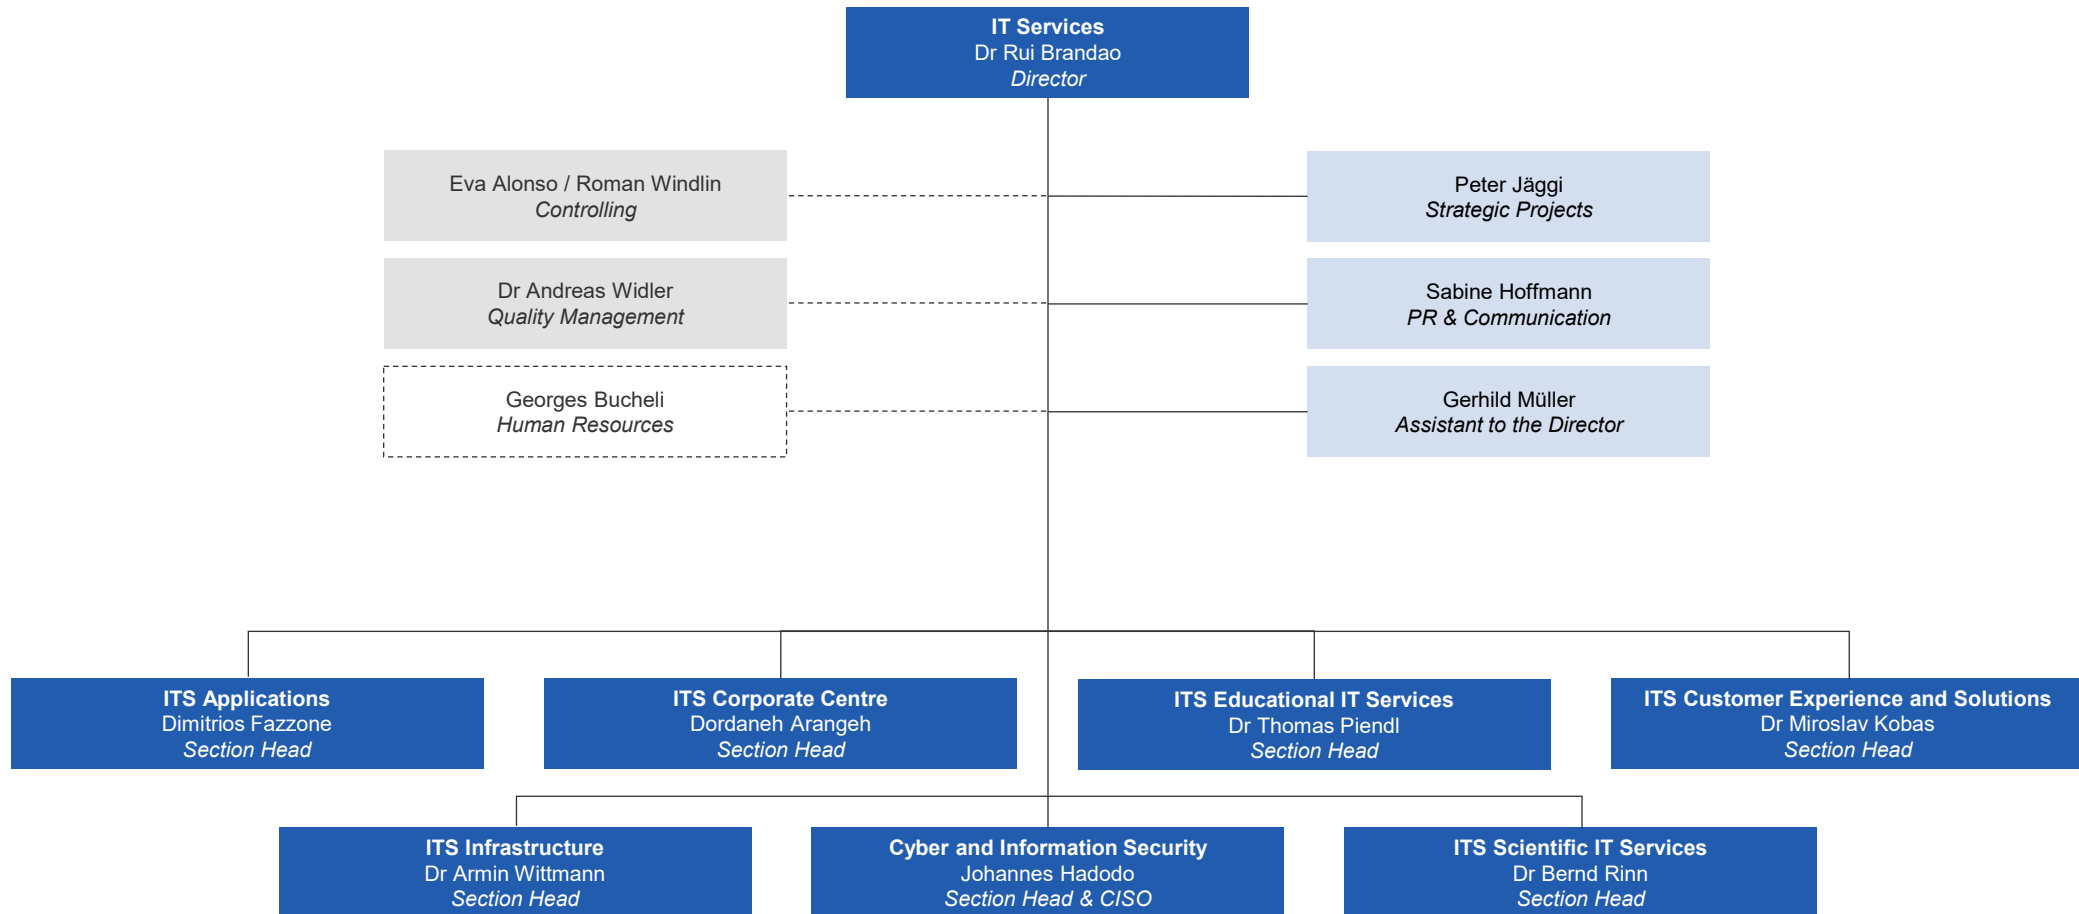 IT Services
Dr Rui Brandao
Director
Eva Alonso / Roman Windlin
Controlling
Peter Jäggi
Strategic Projects
Dr Andreas Widler
Quality Management
Sabine Hoffmann
PR & Communication
Georges Bucheli
Human Resources
Gerhild Müller
Assistant to the Director
ITS Applications
Dimitrios Fazzone
Section Head
ITS Corporate Centre
Dordaneh Arangeh
Section Head
ITS Educational IT Services
Dr Thomas Piendl
Section Head
ITS Customer Experience and Solutions
Dr Miroslav Kobas
Section Head
ITS Infrastructure
Dr Armin Wittmann
Section Head
Cyber and Information Security
Johannes Hadodo
Section Head & CISO
ITS Scientific IT Services
Dr Bernd Rinn
Section Head